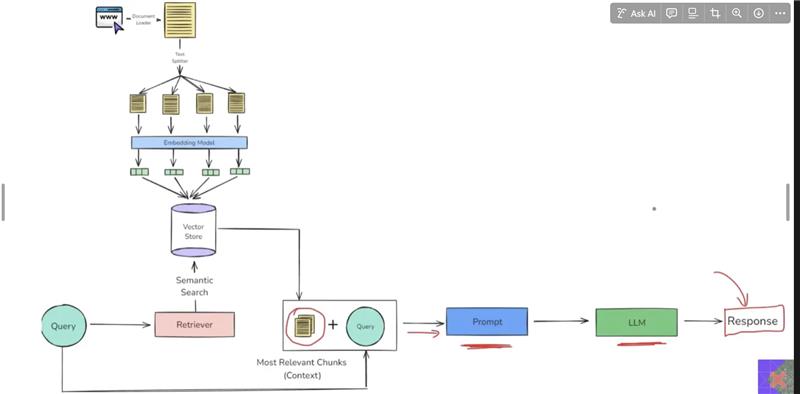 Ask AI
www
Document
Loader
Text
Splitter
Embedding Model
Vector
Store
Semantic
Search
Query
Retriever
+
Query
Prompt
LLM
Response
Most Relevant Chunks
(Context)